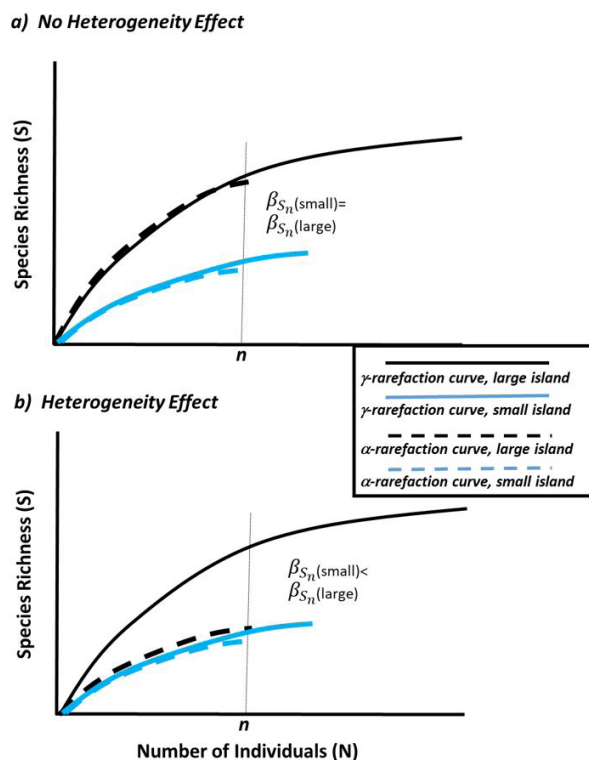 a) No Heterogeneity Effect
Species Richness (S)
β_{S_n}(small)=
β_{S_n}(large)
n
γ-rarefaction curve, large island
γ-rarefaction curve, small island
α-rarefaction curve, large island
α-rarefaction curve, small island
b) Heterogeneity Effect
Species Richness (S)
β_{S_n}(small)<
β_{S_n}(large)
n
Number of Individuals (N)